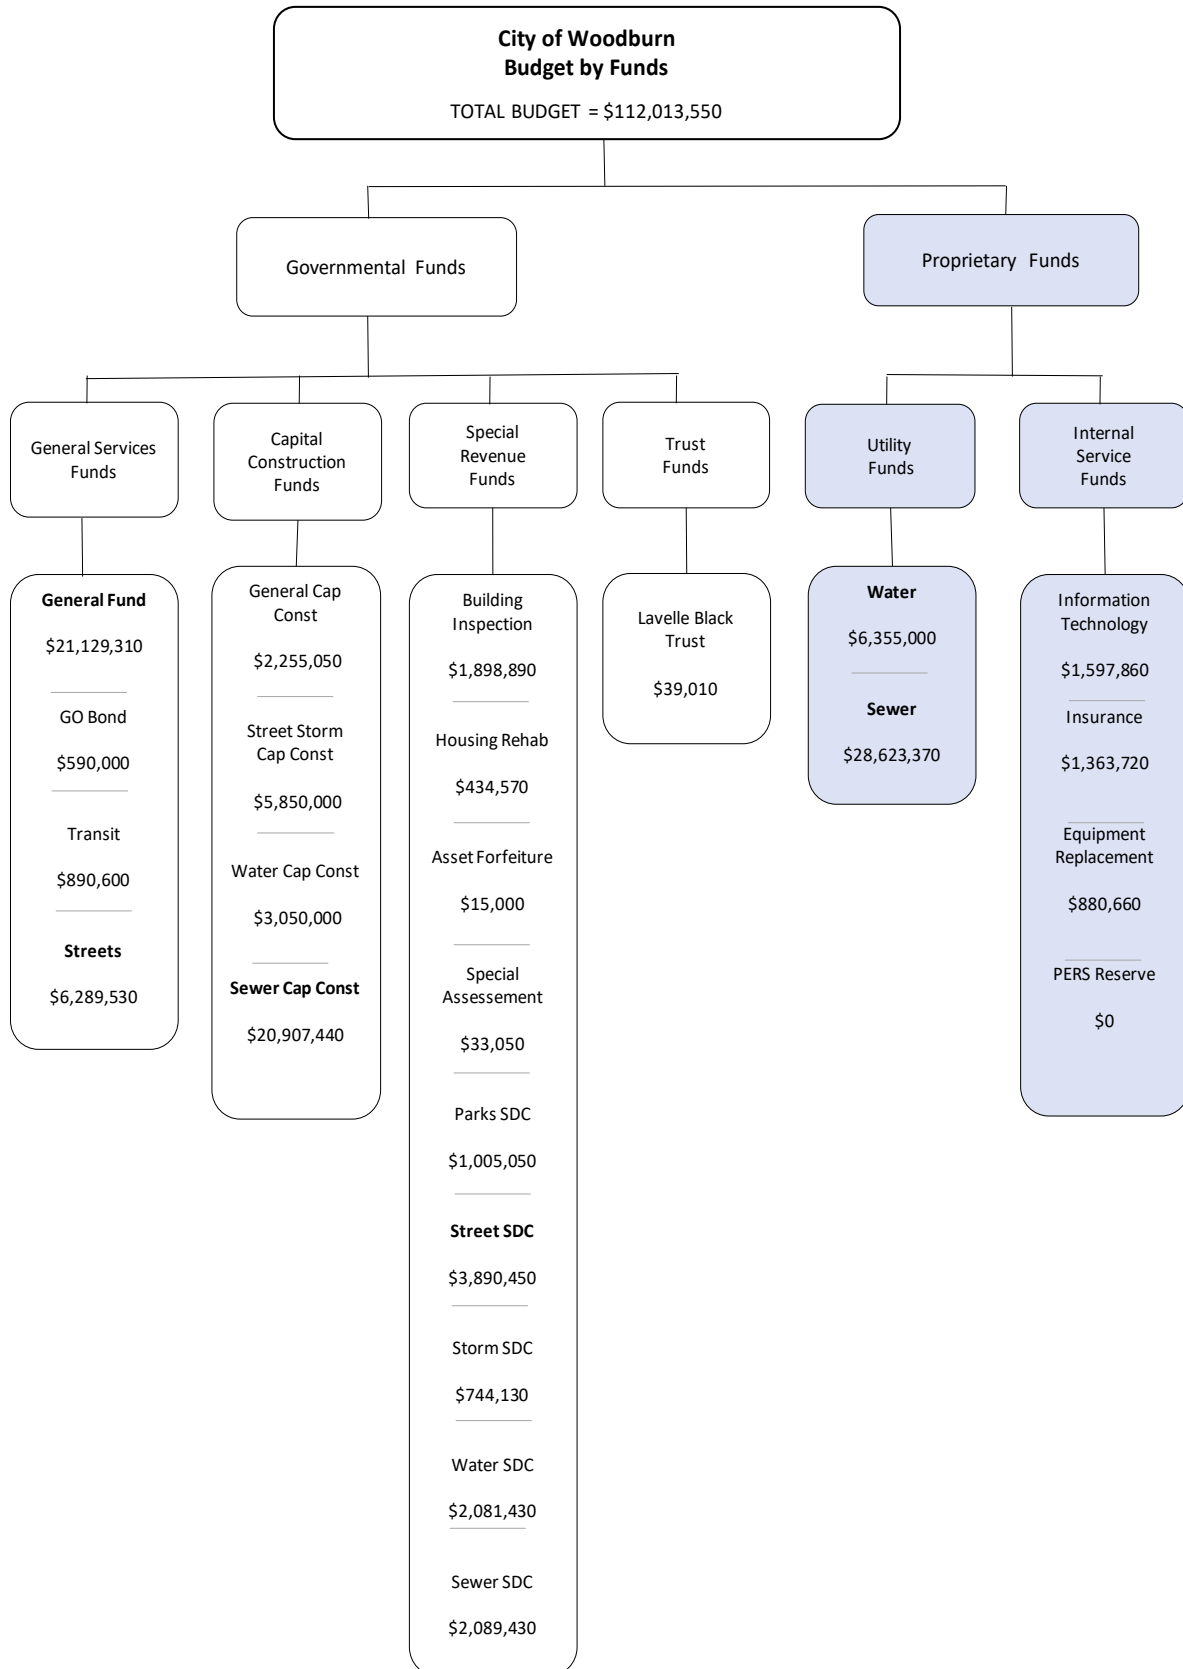 City of Woodburn
Budget by Funds
TOTAL BUDGET = $112,013,550
Governmental Funds
Proprietary Funds
General Services
Funds
Capital
Construction
Funds
Special
Revenue
Funds
Trust
Funds
Utility
Funds
Internal
Service
Funds
General Fund
$21,129,310
GO Bond
$590,000
Transit
$890,600
Streets
$6,289,530
General Cap
Const
$2,255,050
Street Storm
Cap Const
$5,850,000
Water Cap Const
$3,050,000
Sewer Cap Const
$20,907,440
Building
Inspection
$1,898,890
Housing Rehab
$434,570
Asset Forfeiture
$15,000
Special
Assessement
$33,050
Parks SDC
$1,005,050
Street SDC
$3,890,450
Storm SDC
$744,130
Water SDC
$2,081,430
Sewer SDC
$2,089,430
Lavelle Black
Trust
$39,010
Water
$6,355,000
Sewer
$28,623,370
Information
Technology
$1,597,860
Insurance
$1,363,720
Equipment
Replacement
$880,660
PERS Reserve
$0